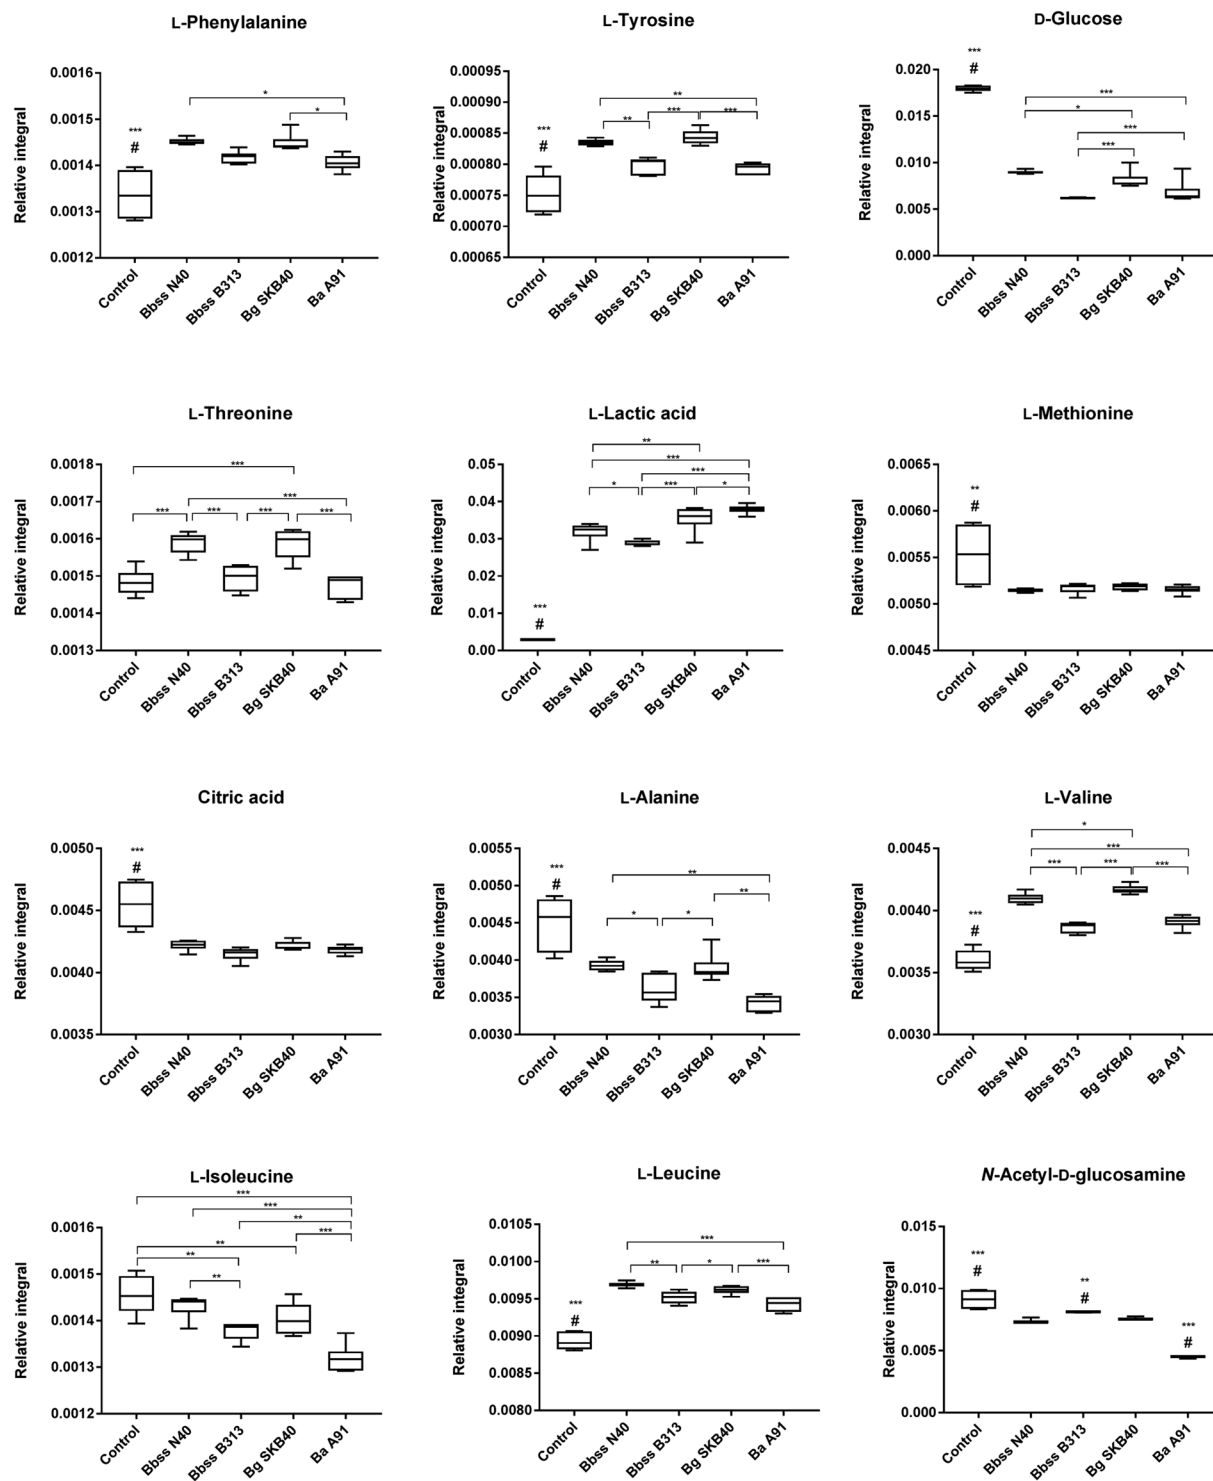 L-Phenylalanine
Relative integral
0.0016
0.0015
0.0014
0.0013
0.0012
***
#
*
*
Control
Bbss N40
Bbss B313
Bg SKB40
Ba A91
L-Tyrosine
Relative integral
0.00095
0.00090
0.00085
0.00080
0.00075
0.00070
0.00065
***
#
**
**
***
***
Control
Bbss N40
Bbss B313
Bg SKB40
Ba A91
D-Glucose
Relative integral
0.020
0.015
0.010
0.005
0.000
***
#
***
*
***
***
Control
Bbss N40
Bbss B313
Bg SKB40
Ba A91
L-Threonine
Relative integral
0.0018
0.0017
0.0016
0.0015
0.0014
0.0013
***
***
***
***
***
***
Control
Bbss N40
Bbss B313
Bg SKB40
Ba A91
L-Lactic acid
Relative integral
0.05
0.04
0.03
0.02
0.01
0.00
**
***
***
*
***
*
***
#
Control
Bbss N40
Bbss B313
Bg SKB40
Ba A91
L-Methionine
Relative integral
0.0065
0.0060
0.0055
0.0050
0.0045
**
#
Control
Bbss N40
Bbss B313
Bg SKB40
Ba A91
Citric acid
Relative integral
0.0050
0.0045
0.0040
0.0035
***
#
Control
Bbss N40
Bbss B313
Bg SKB40
Ba A91
L-Alanine
Relative integral
0.0055
0.0050
0.0045
0.0040
0.0035
0.0030
***
#
**
**
*
*
Control
Bbss N40
Bbss B313
Bg SKB40
Ba A91
L-Valine
Relative integral
0.0045
0.0040
0.0035
0.0030
*
***
***
***
***
***
#
Control
Bbss N40
Bbss B313
Bg SKB40
Ba A91
L-Isoleucine
Relative integral
0.0016
0.0015
0.0014
0.0013
0.0012
***
***
**
***
**
**
**
Control
Bbss N40
Bbss B313
Bg SKB40
Ba A91
L-Leucine
Relative integral
0.0105
0.0100
0.0095
0.0090
0.0085
0.0080
***
**
*
***
***
#
Control
Bbss N40
Bbss B313
Bg SKB40
Ba A91
N-Acetyl-D-glucosamine
Relative integral
0.015
0.010
0.005
0.000
***
#
**
#
***
#
Control
Bbss N40
Bbss B313
Bg SKB40
Ba A91